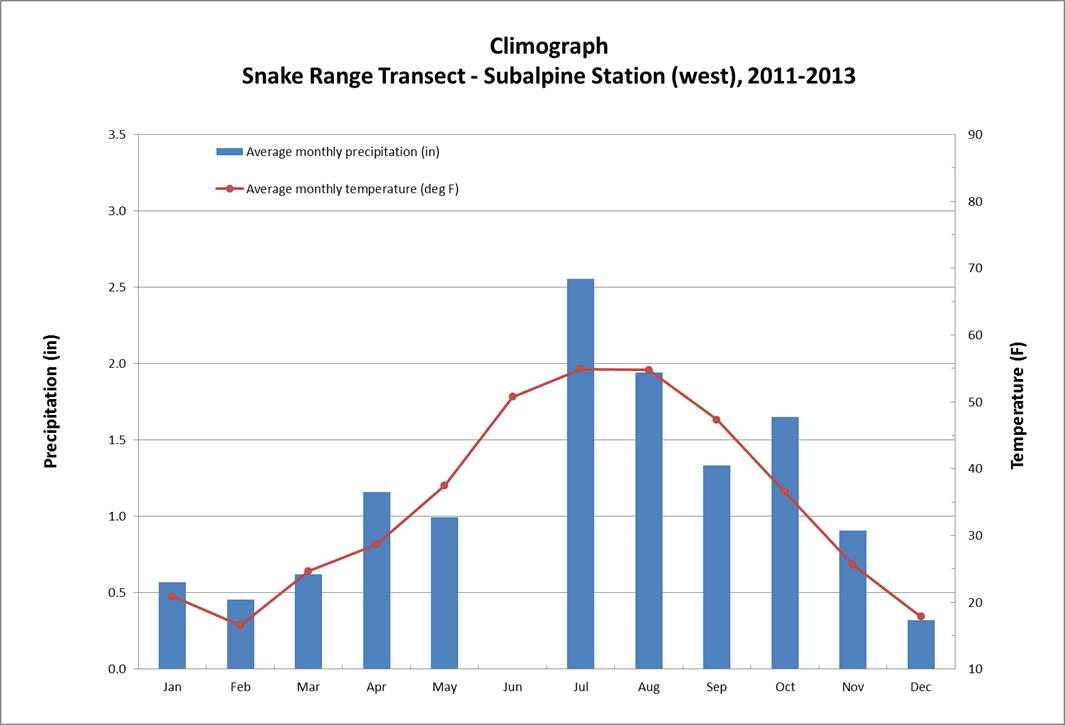 Climograph
Snake Range Transect - Subalpine Station (west), 2011-2013
Average monthly precipitation (in)
Average monthly temperature (deg F)
Precipitation (in)
3.5
3.0
2.5
2.0
1.5
1.0
0.5
0.0
90
80
70
60
50
40
30
20
10
Temperature (F)
Jan Feb Mar Apr May Jun Jul Aug Sep Oct Nov Dec